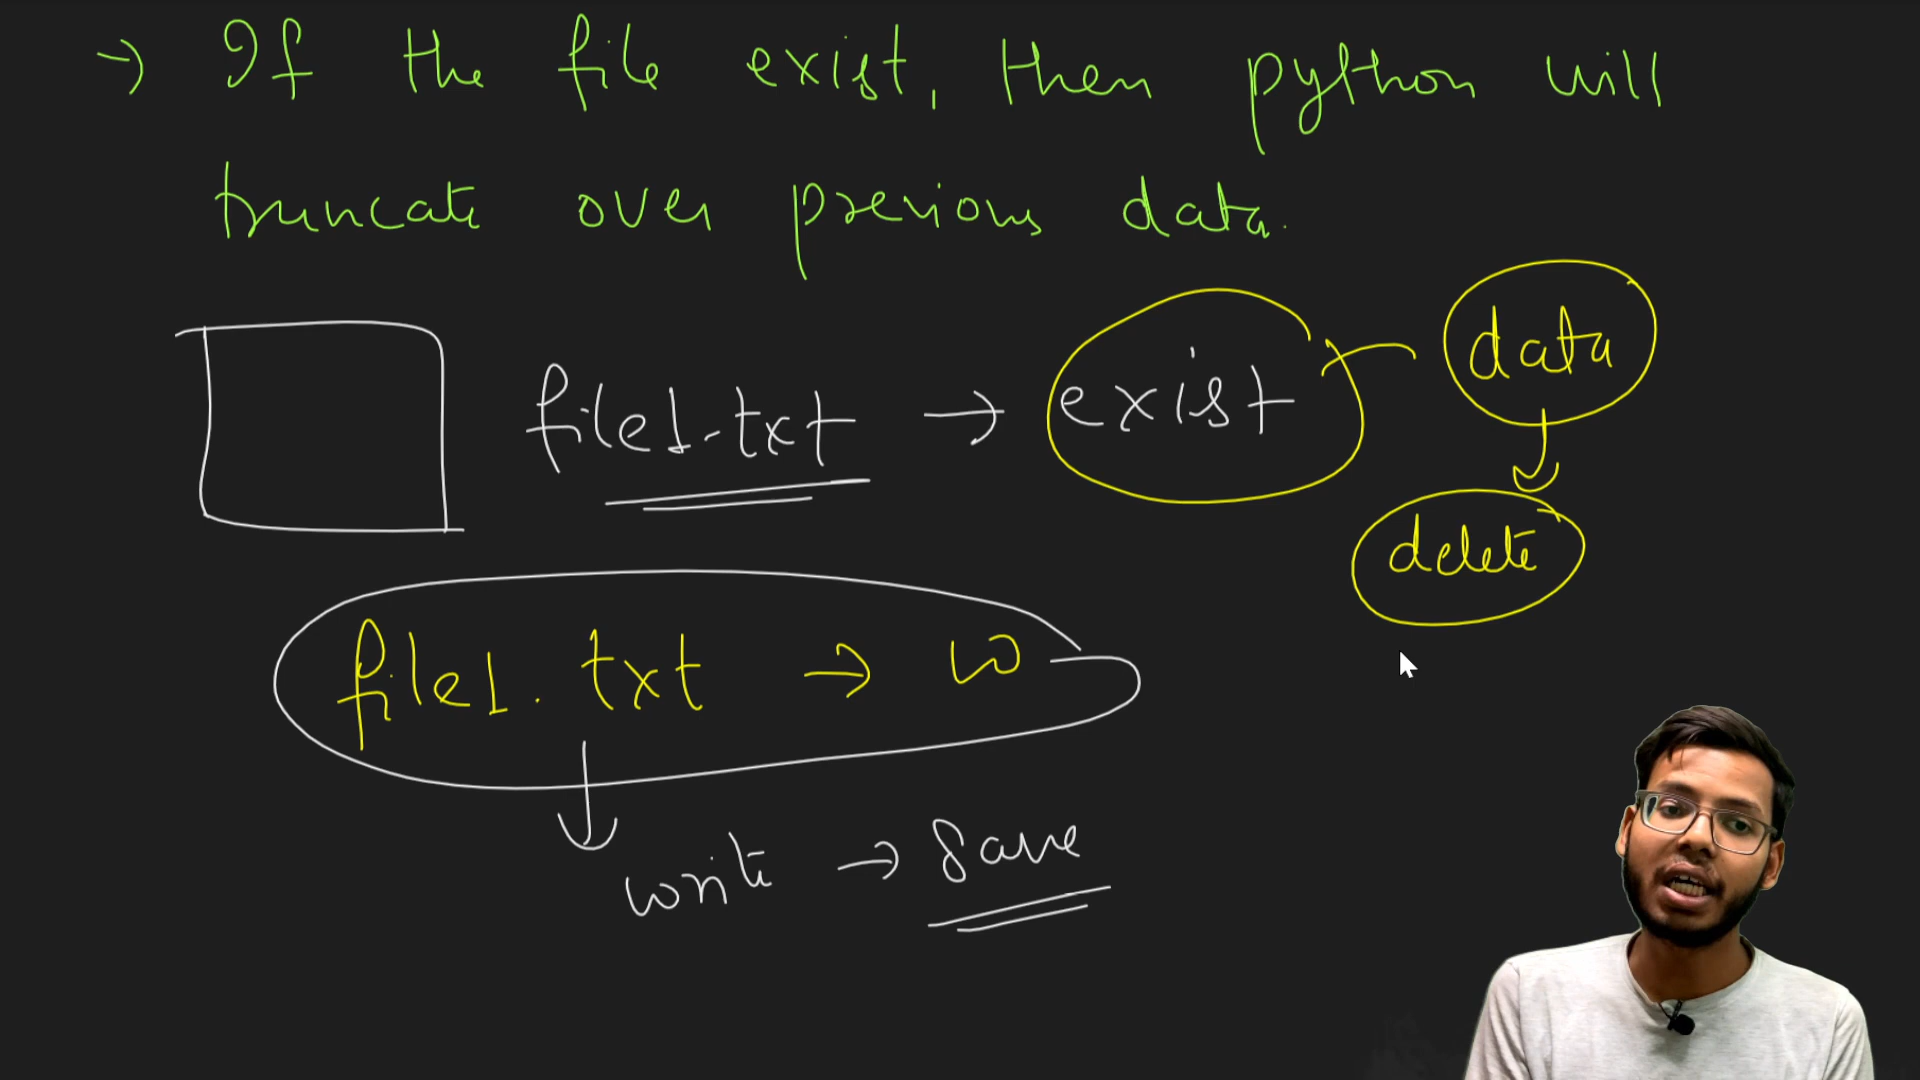 → If the file exist, then python will
truncate over previous data.
file1.txt → exist
data
delete
file1.txt → w
write → Save